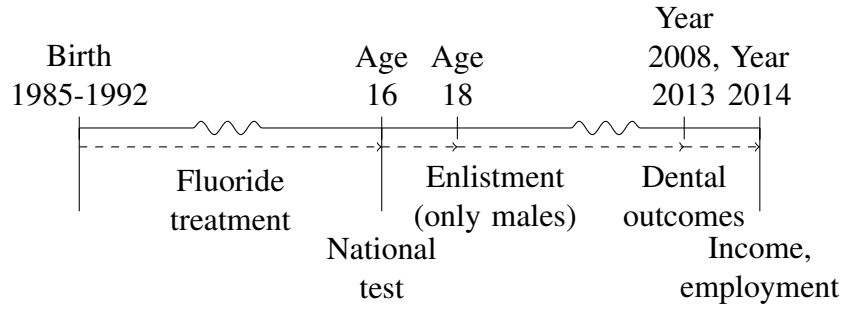 Birth
1985-1992
Age
16
Age
18
Year
2008,
2013
Year
2014
Fluoride
treatment
National
test
Enlistment
(only males)
Dental
outcomes
Income,
employment